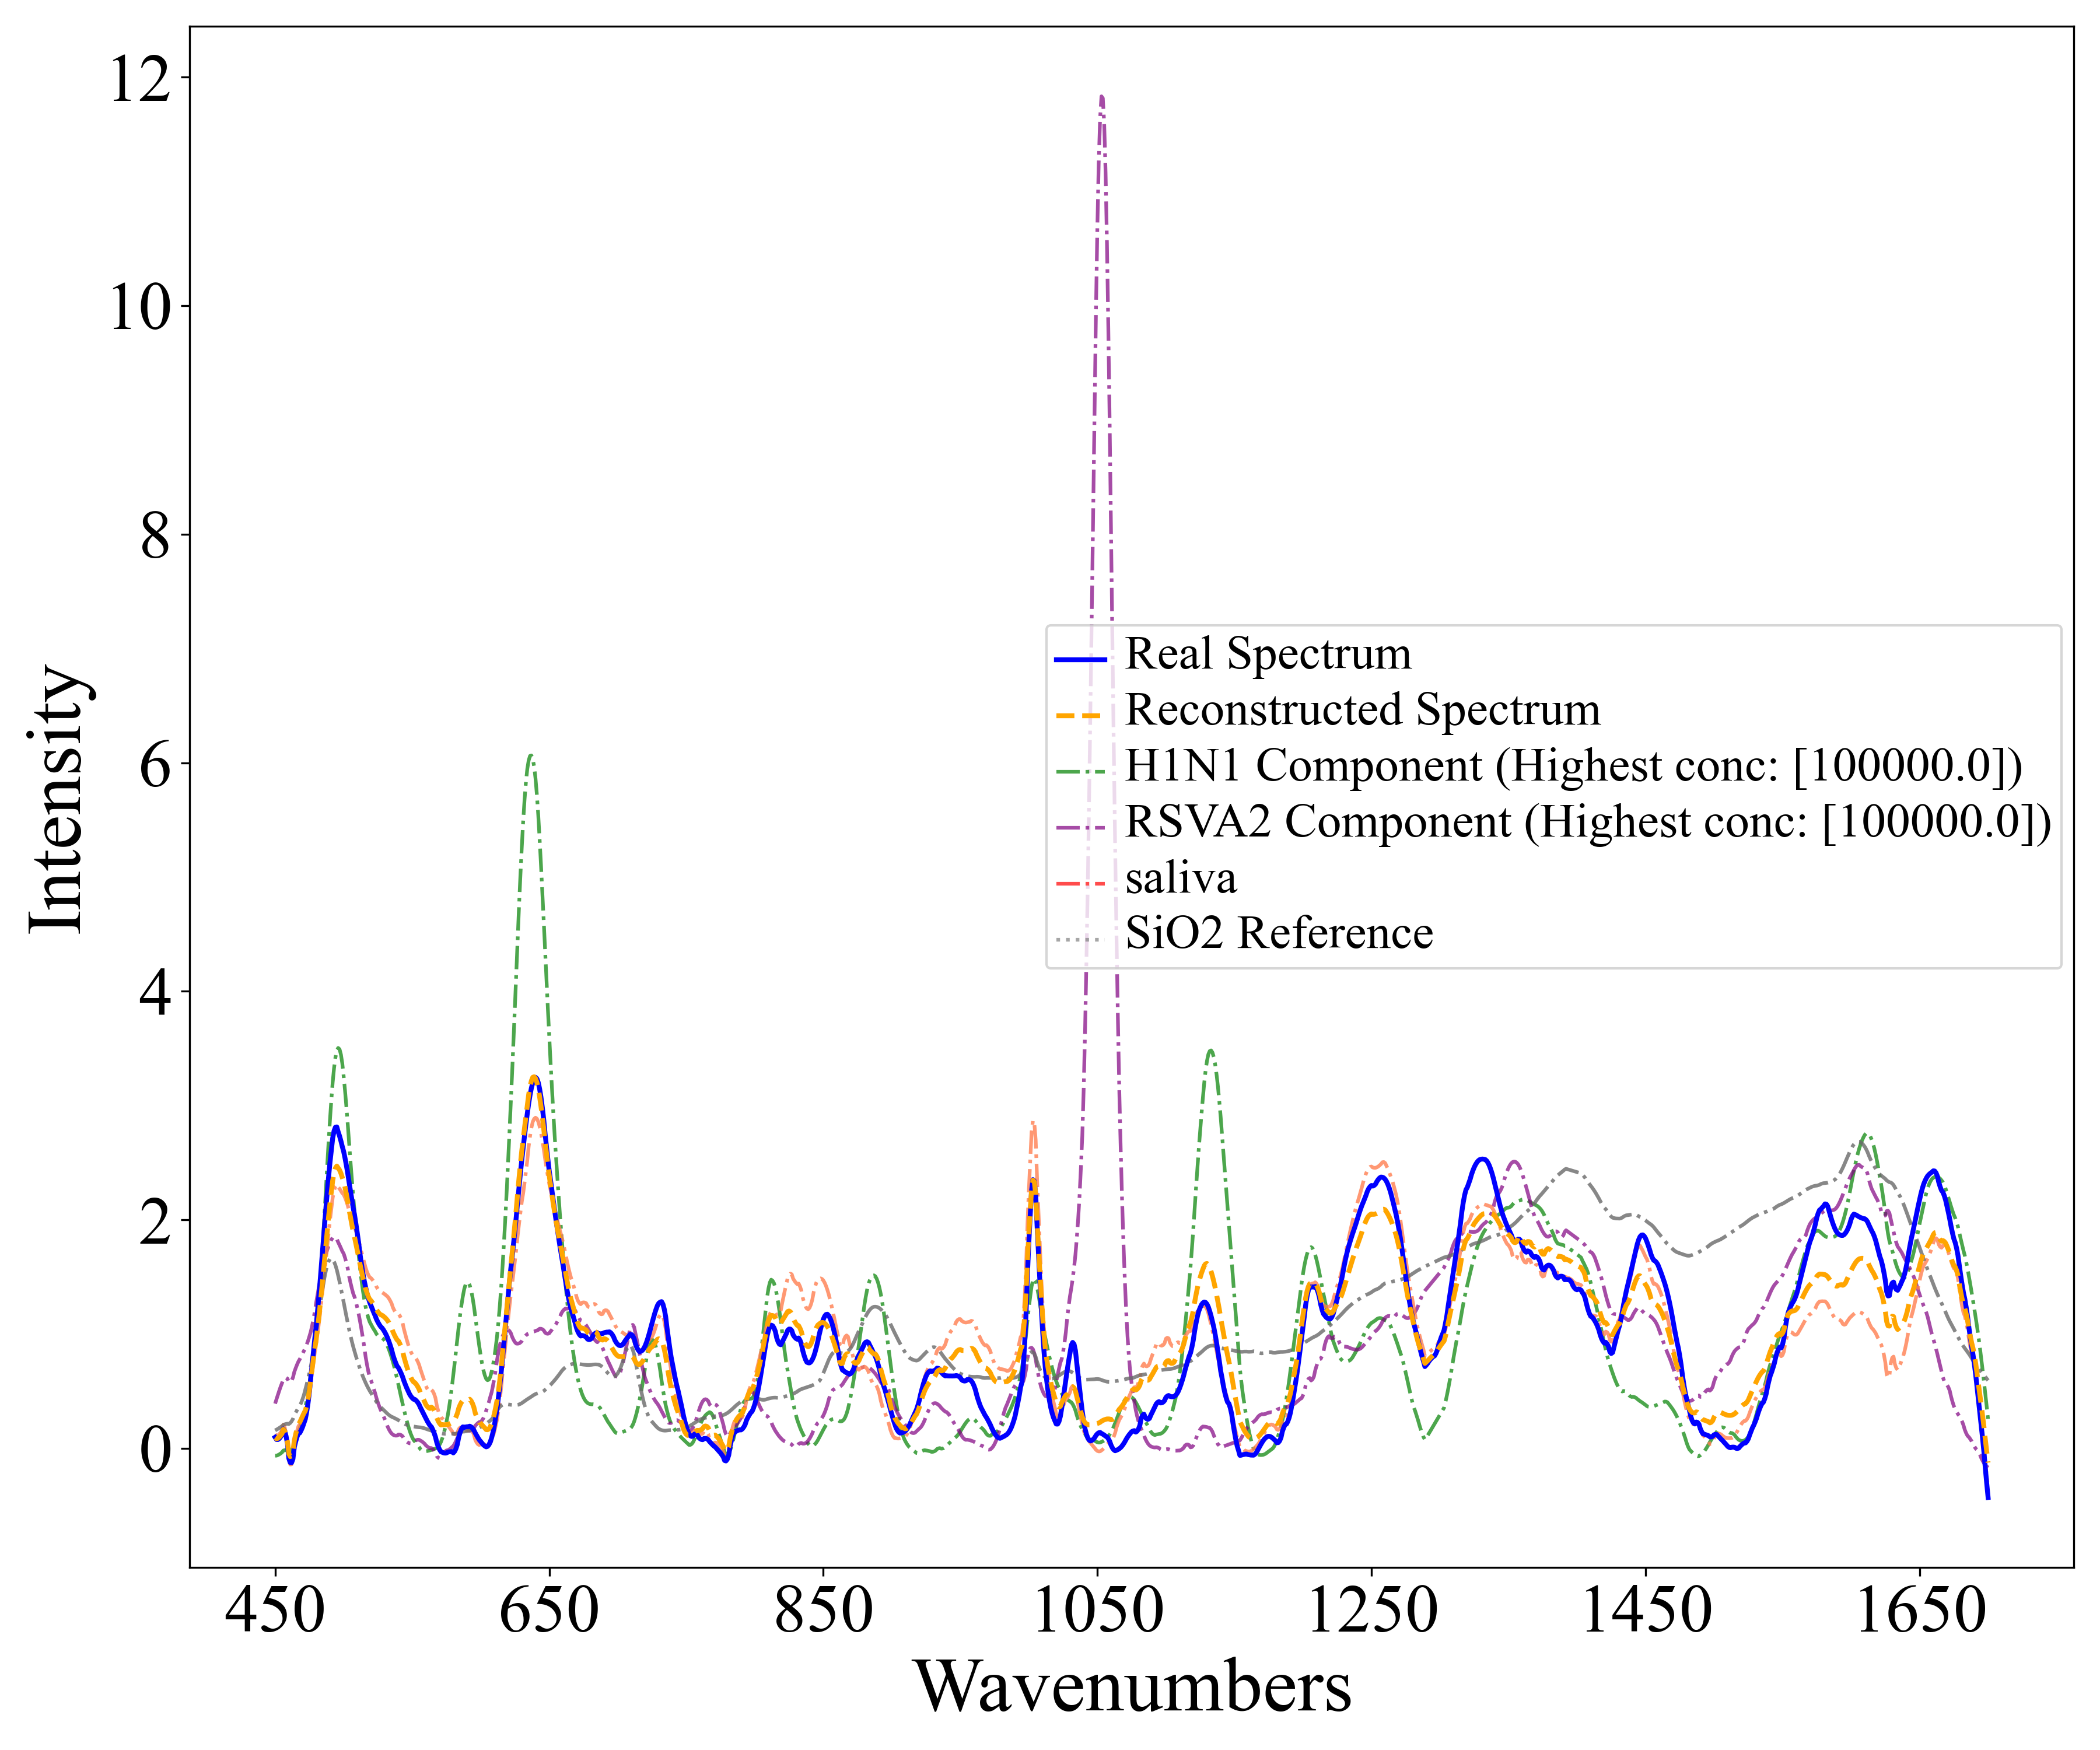 12
10
8
6
4
2
0
Intensity
Real Spectrum
Reconstructed Spectrum
H1N1 Component (Highest conc: [100000.0])
RSVA2 Component (Highest conc: [100000.0])
saliva
SiO2 Reference
450 650 850 1050 1250 1450 1650
Wavenumbers